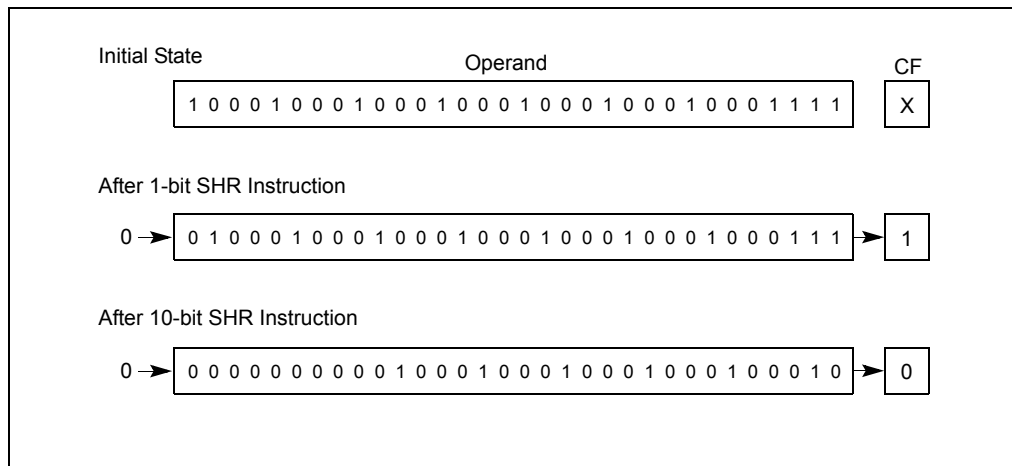 Initial State
Operand
CF
1 0 0 0 1 0 0 0 1 0 0 0 1 0 0 0 1 0 0 0 1 0 0 0 1 0 0 0 1 1 1 1 X
After 1-bit SHR Instruction
0 0 1 0 0 0 1 0 0 0 1 0 0 0 1 0 0 0 1 0 0 0 1 0 0 0 1 0 0 0 1 1 1 1
After 10-bit SHR Instruction
0 0 0 0 0 0 0 0 0 0 0 1 0 0 0 1 0 0 0 1 0 0 0 1 0 0 0 1 0 0 0 1 0 0